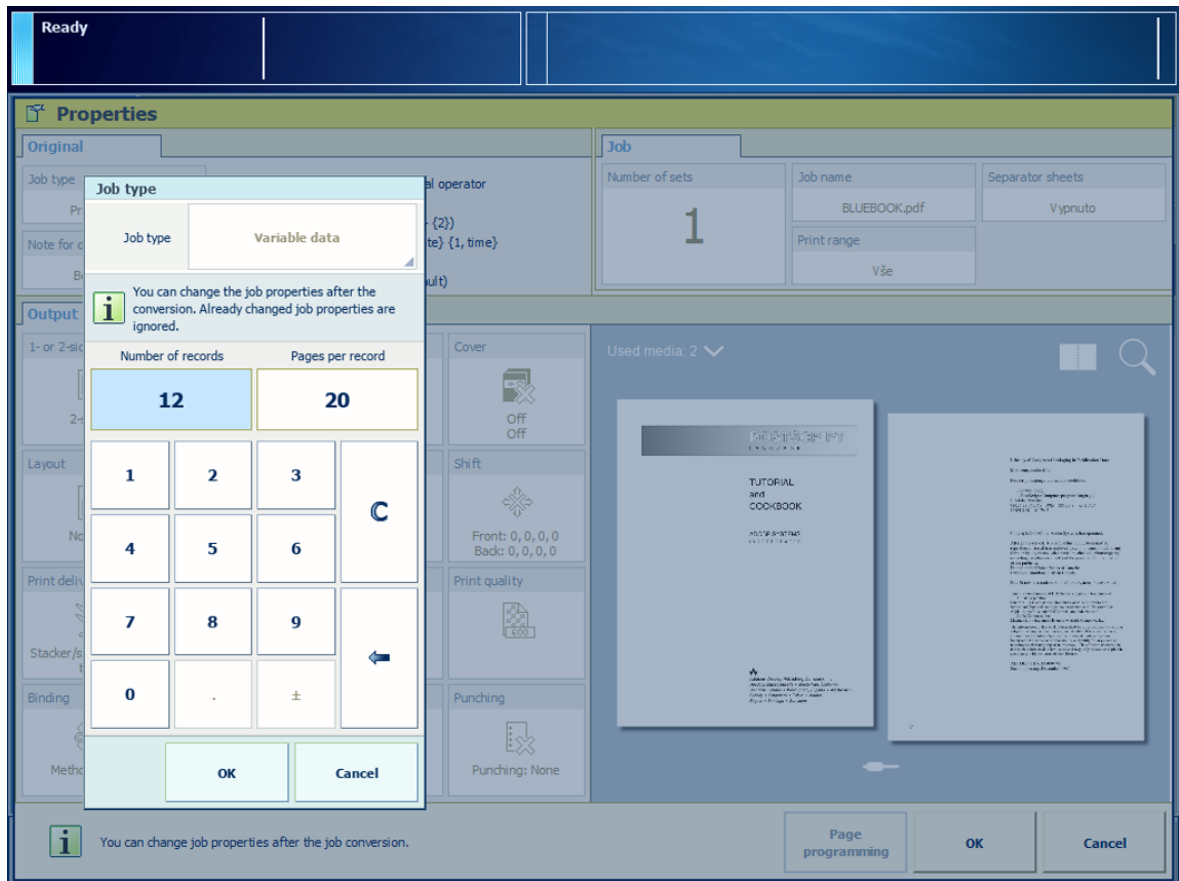 Ready
Properties
Original
Job type
Pr
al operator
{2})
te} {1, time}
ult)
Note for c
B
Job
Number of sets
1
Job name
BLUEBOOK.pdf
Separator sheets
Vypnuto
Print range
Vše
Job type
Job type
Variable data
You can change the job properties after the
conversion. Already changed job properties are
ignored.
Number of records
Pages per record
12
20
1
2
3
C
4
5
6
7
8
9
0
.
±
OK
Cancel
Output
1- or 2-sid
2-
Cover
Off
Off
Layout
No
Shift
Front: 0, 0, 0, 0
Back: 0, 0, 0, 0
Print deliv
Stacker/s
t
Print quality
600
Binding
Metho
Punching
Punching: None
Used media: 2
POSTSCRIPT
LANGUAGE
TUTORIAL
and
COOKBOOK
ADOBE SYSTEMS
INCORPORATED
You can change job properties after the job conversion.
Page
programming
OK
Cancel